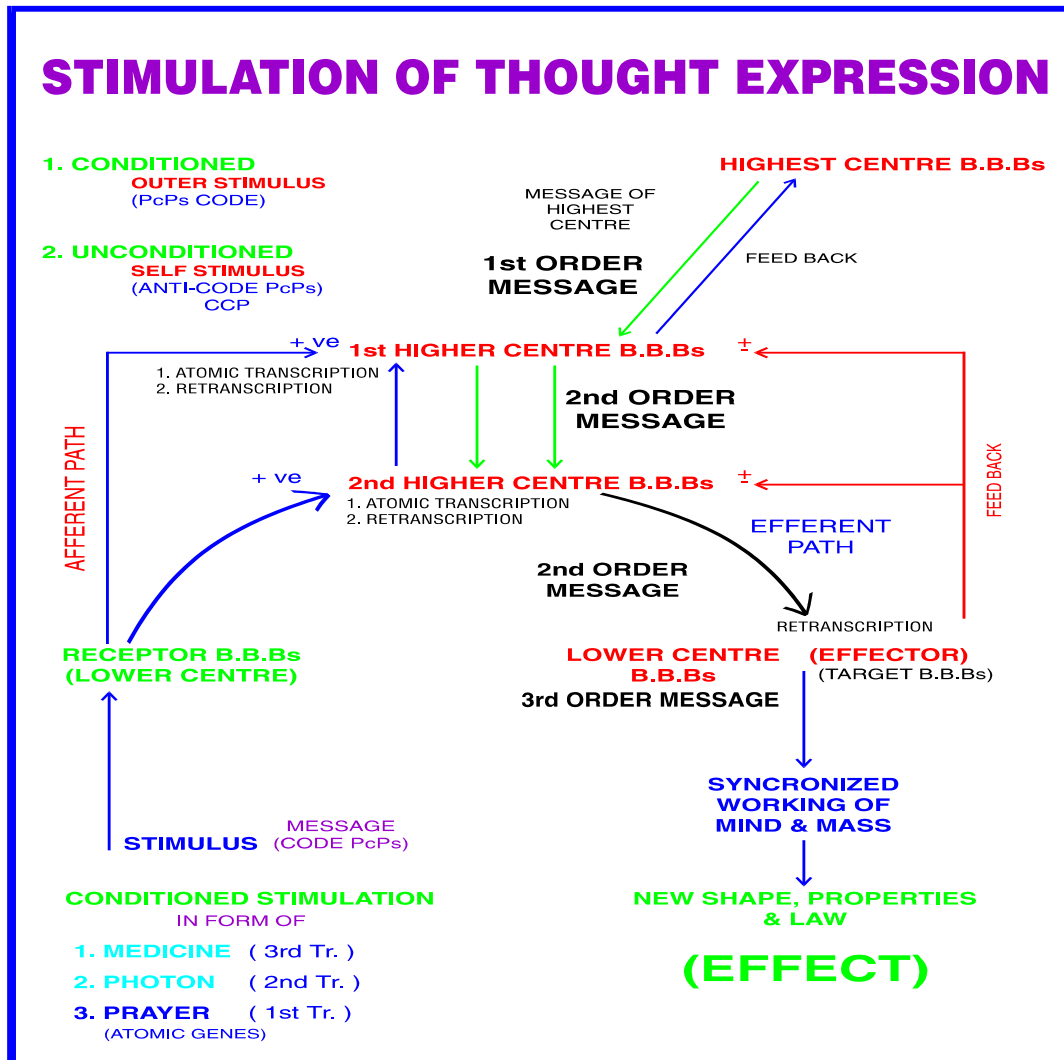 STIMULATION OF THOUGHT EXPRESSION
1. CONDITIONED
OUTER STIMULUS
(PcPs CODE)
2. UNCONDITIONED
SELF STIMULUS
(ANTI-CODE PcPs)
CCP
HIGHEST CENTRE B.B.Bs
MESSAGE OF
HIGHEST
CENTRE
1st ORDER
MESSAGE
FEED BACK
+ ve
1st HIGHER CENTRE B.B.Bs
±
-
1. ATOMIC TRANSCRIPTION
2. RETRANSCRIPTION
2nd ORDER
MESSAGE
AFFERENT PATH
+ ve
2nd HIGHER CENTRE B.B.Bs
±
-
1. ATOMIC TRANSCRIPTION
2. RETRANSCRIPTION
FEED BACK
EFFERENT
PATH
2nd ORDER
MESSAGE
RETRANSCRIPTION
RECEPTOR B.B.Bs
(LOWER CENTRE)
LOWER CENTRE
B.B.Bs
(EFFECTOR)
(TARGET B.B.Bs)
3rd ORDER MESSAGE
SYNCRONIZED
WORKING OF
MIND & MASS
STIMULUS
MESSAGE
(CODE PcPs)
CONDITIONED STIMULATION
IN FORM OF
1. MEDICINE ( 3rd Tr. )
2. PHOTON ( 2nd Tr. )
3. PRAYER ( 1st Tr. )
(ATOMIC GENES)
NEW SHAPE, PROPERTIES
& LAW
(EFFECT)